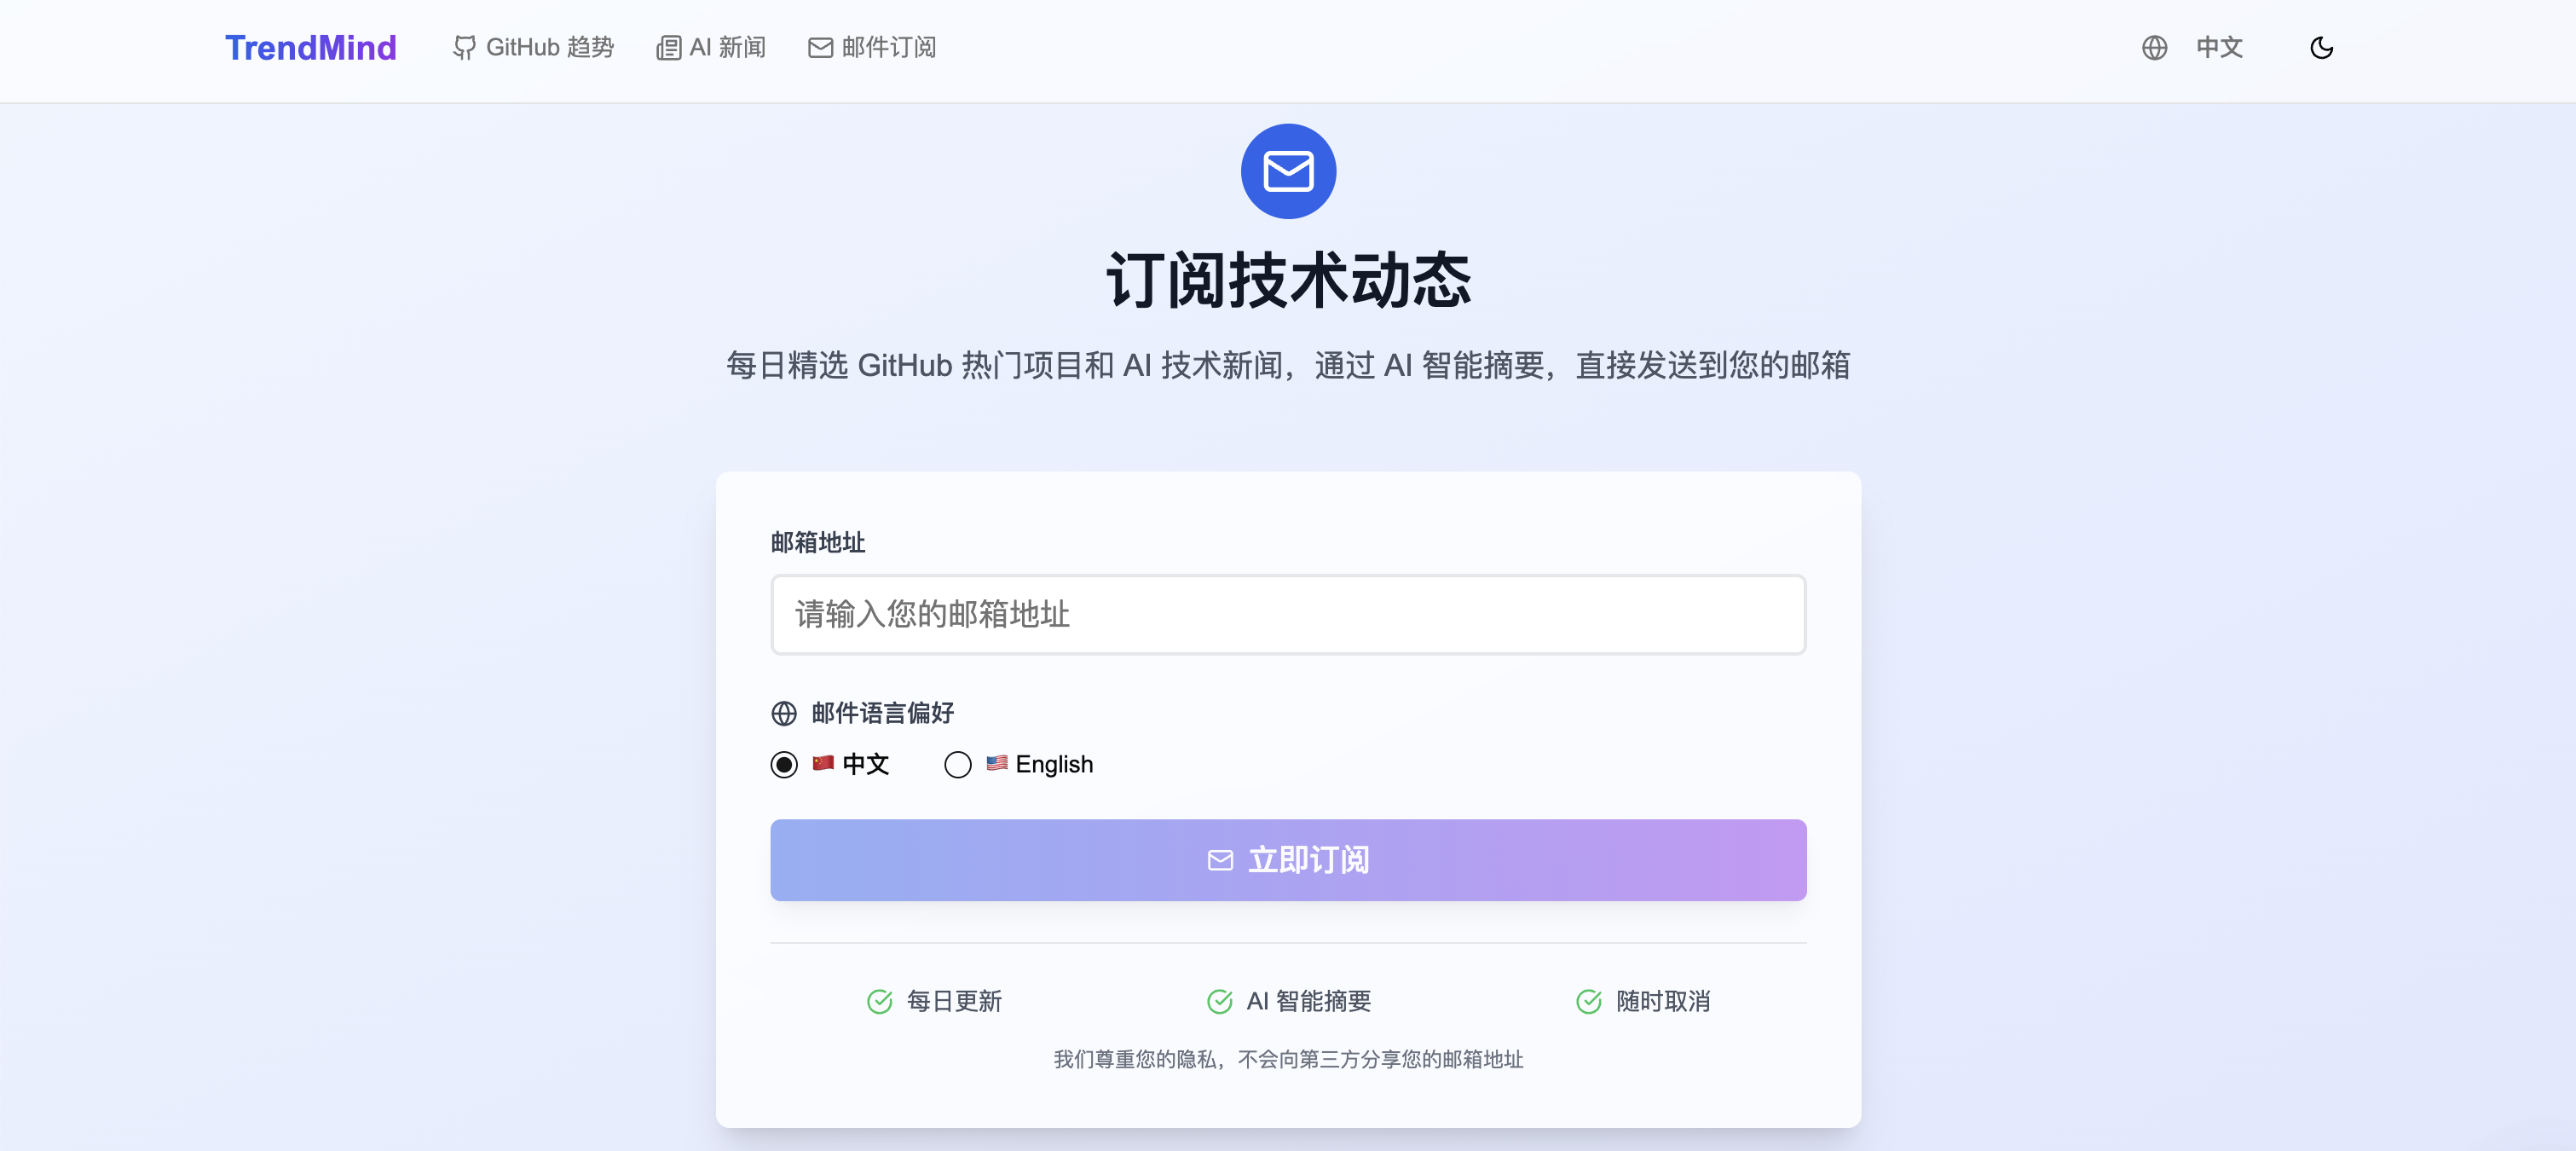 TrendMind GitHub 趋势 AI 新闻 邮件订阅 中文
订阅技术动态
每日精选 GitHub 热门项目和 AI 技术新闻，通过 AI 智能摘要，直接发送到您的邮箱
邮箱地址
请输入您的邮箱地址
邮件语言偏好
🇨🇳 中文 🇺🇸 English
立即订阅
每日更新 AI 智能摘要 随时取消
我们尊重您的隐私，不会向第三方分享您的邮箱地址